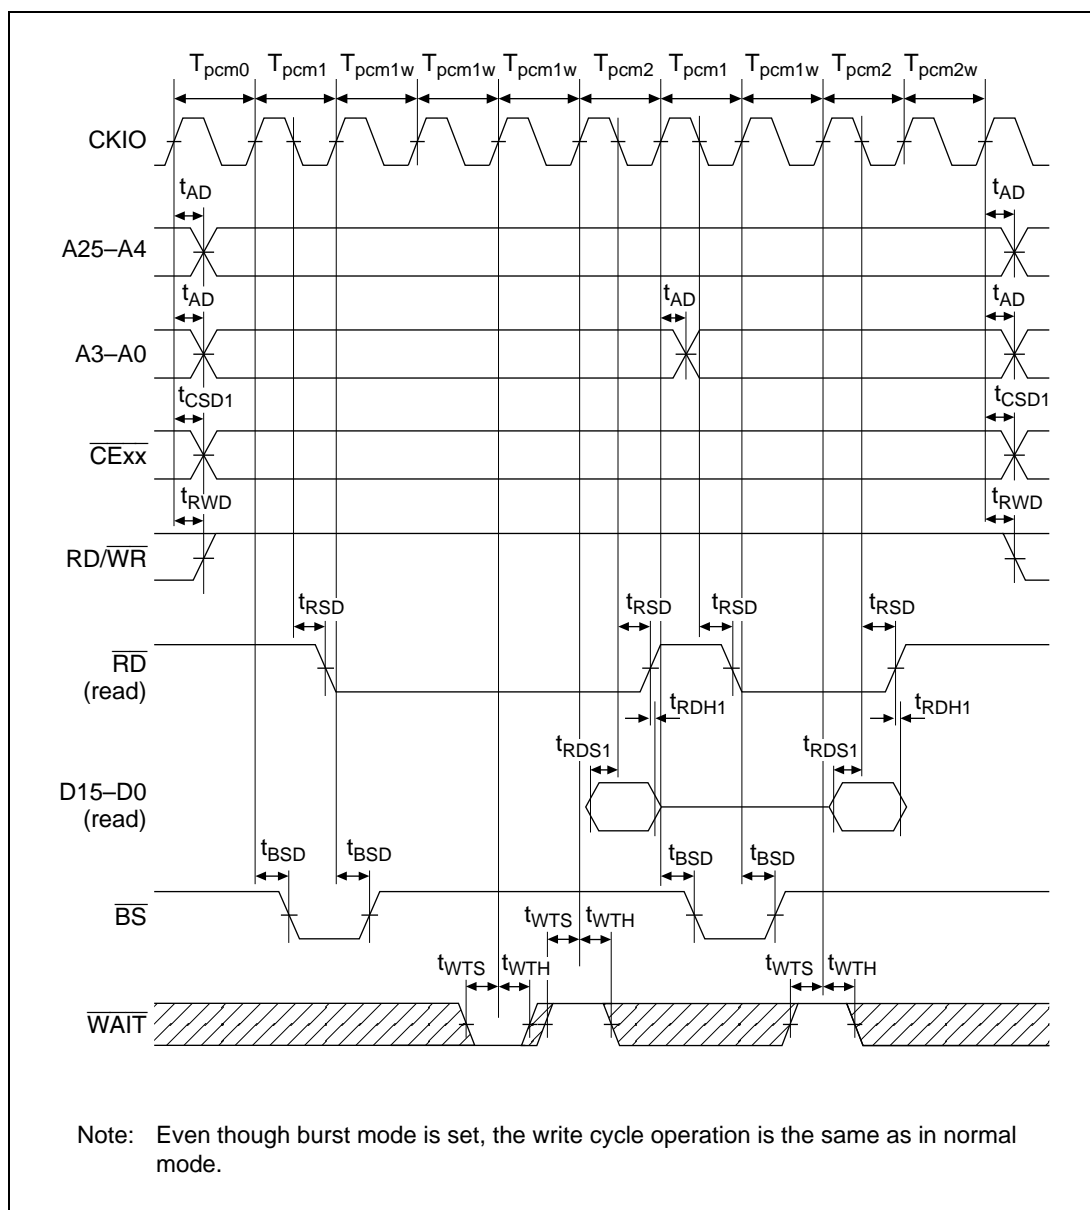 Tpcm0 Tpcm1 Tpcm1w Tpcm1w Tpcm1w Tpcm2 Tpcm1 Tpcm1w Tpcm2 Tpcm2w
CKIO
tAD tAD
A25–A4
tAD tAD tAD
A3–A0
tCSD1 tCSD1
CExx
tRWD tRWD
RD/WR
tRSD tRSD tRSD tRSD
RD
(read)
tRDH1 tRDH1
tRDS1 tRDS1
D15–D0
(read)
tBSD tBSD tBSD tBSD
BS
tWTS tWTH
tWTS tWTH tWTS tWTH
WAIT
Note: Even though burst mode is set, the write cycle operation is the same as in normal
mode.